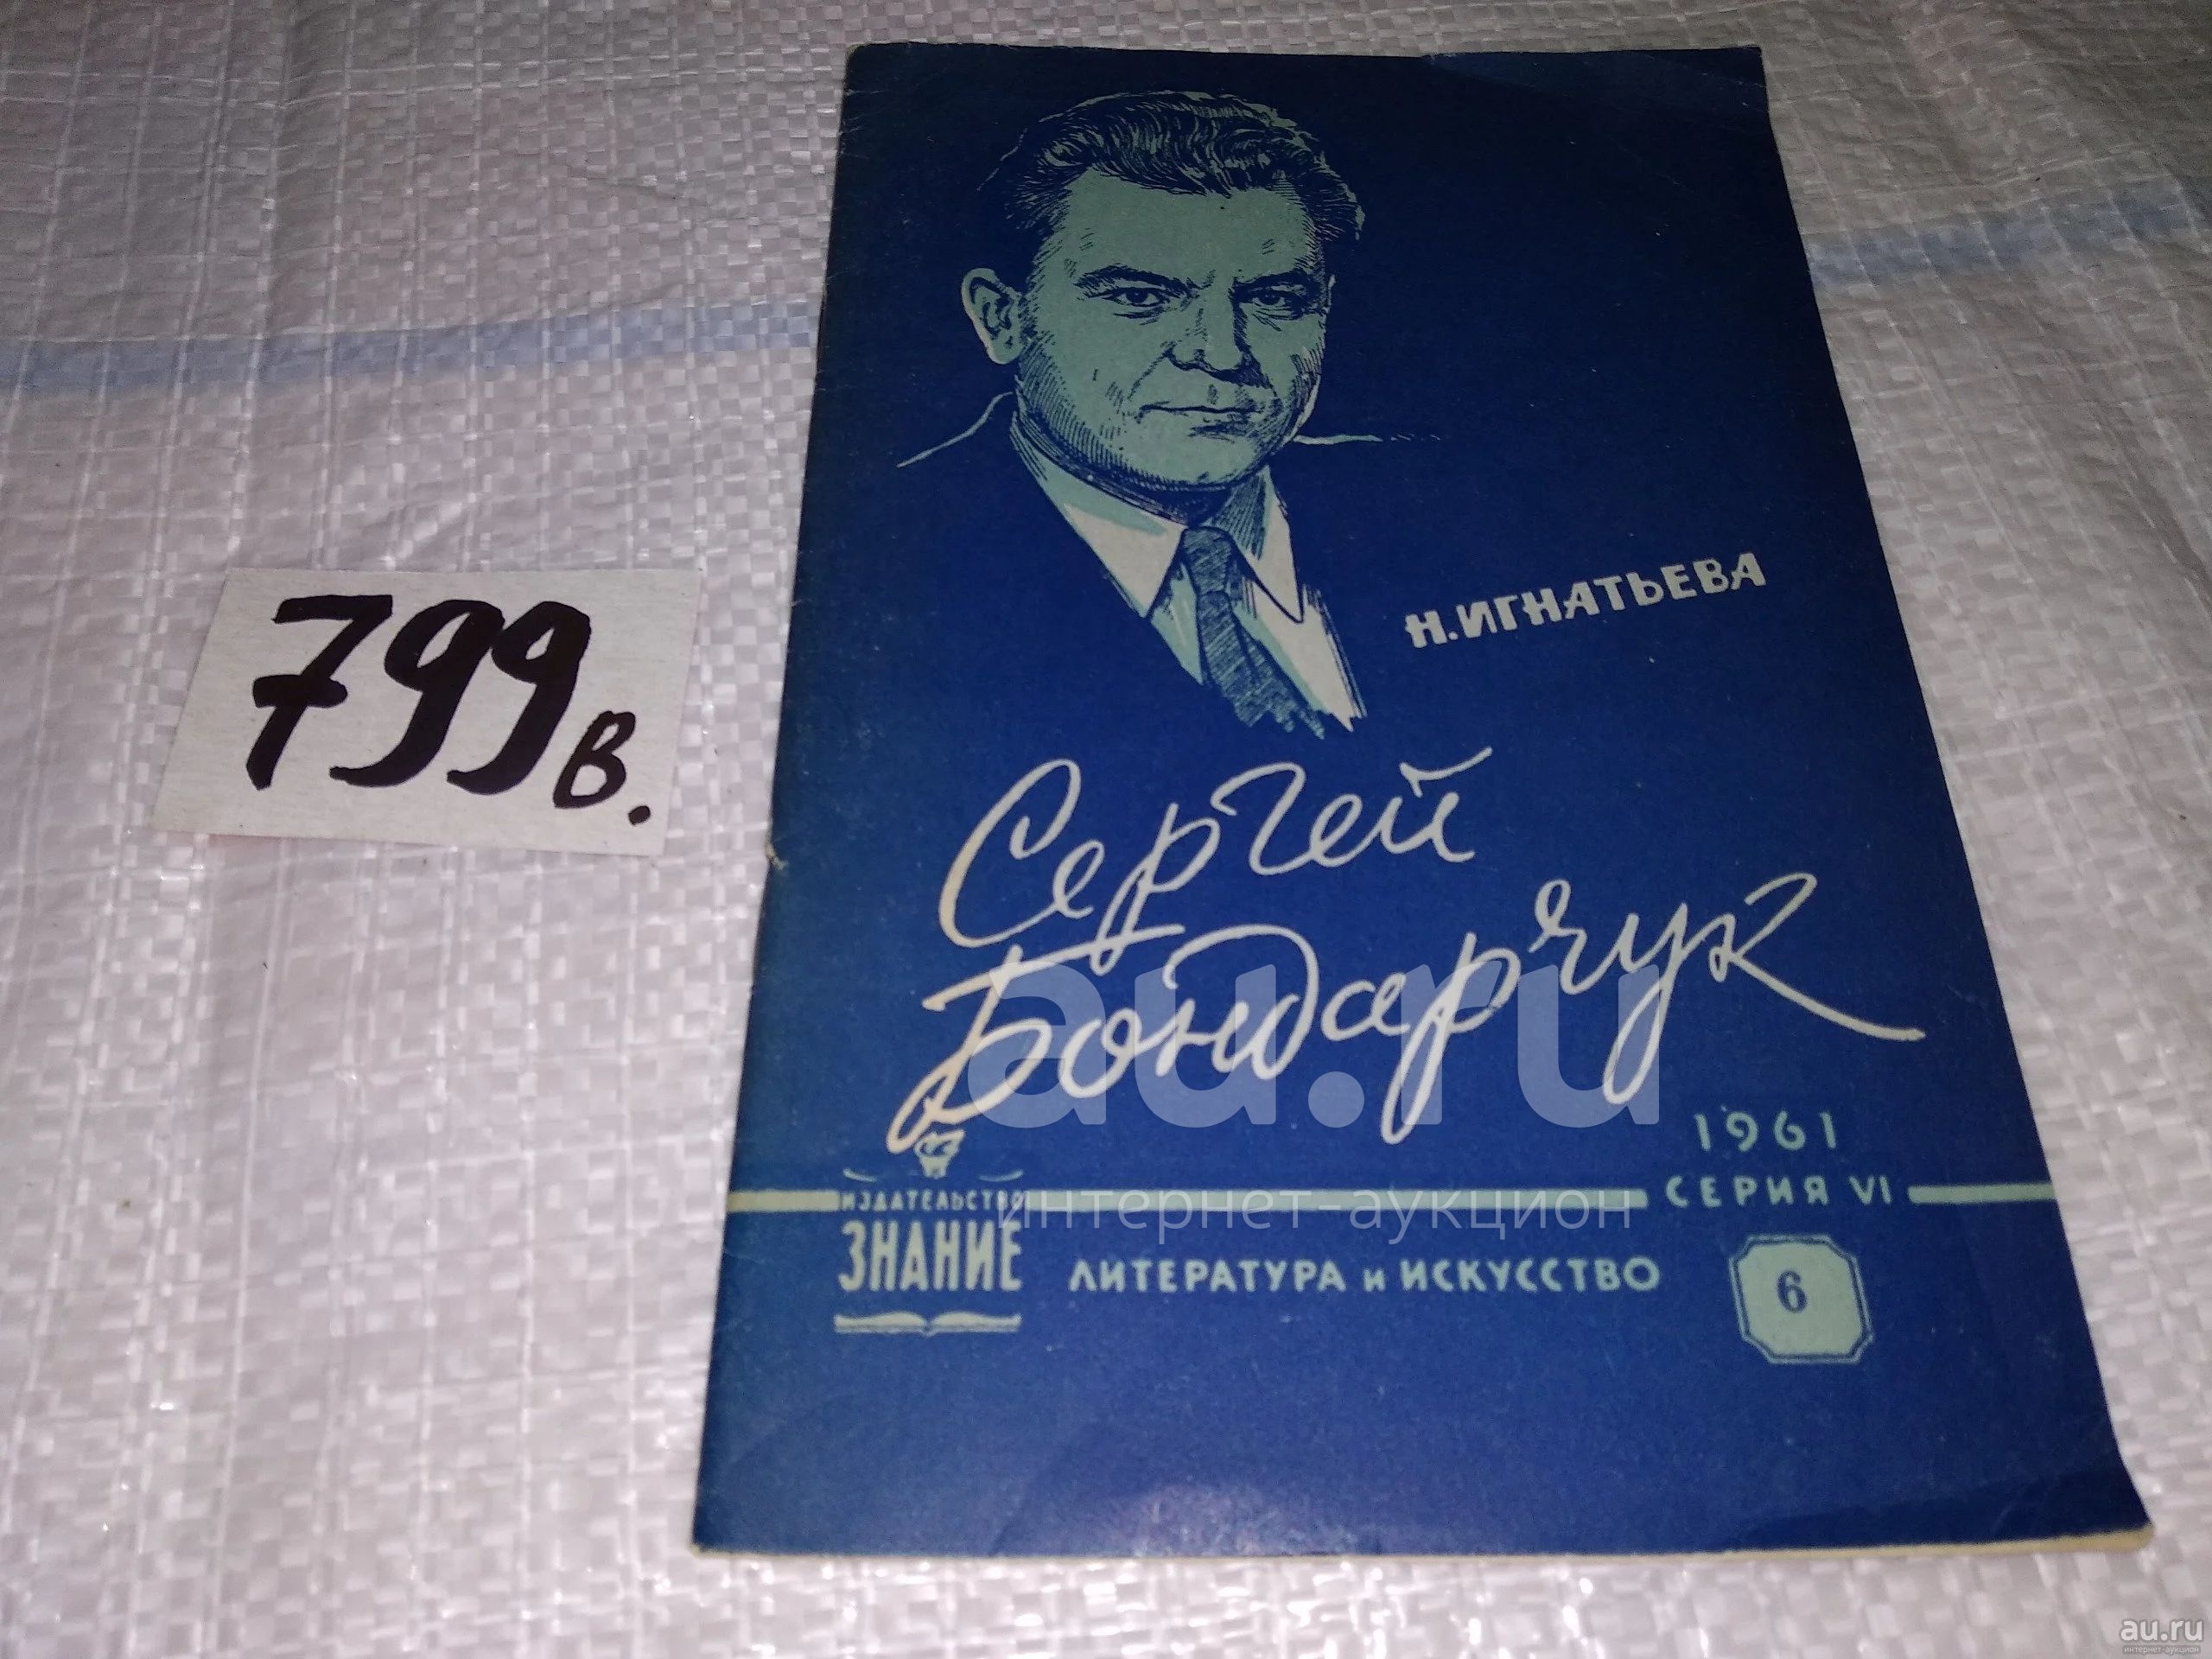 799в.
Н.ИГНАТЬЕВА
Сергей
Бондарчук
au.ru
интернет-аукцион
1961
СЕРИЯ VI
ИЗДАТЕЛЬСТВО
ЗНАНИЕ
ЛИТЕРАТУРА и ИСКУССТВО
6
au.ru
интернет-аукцион